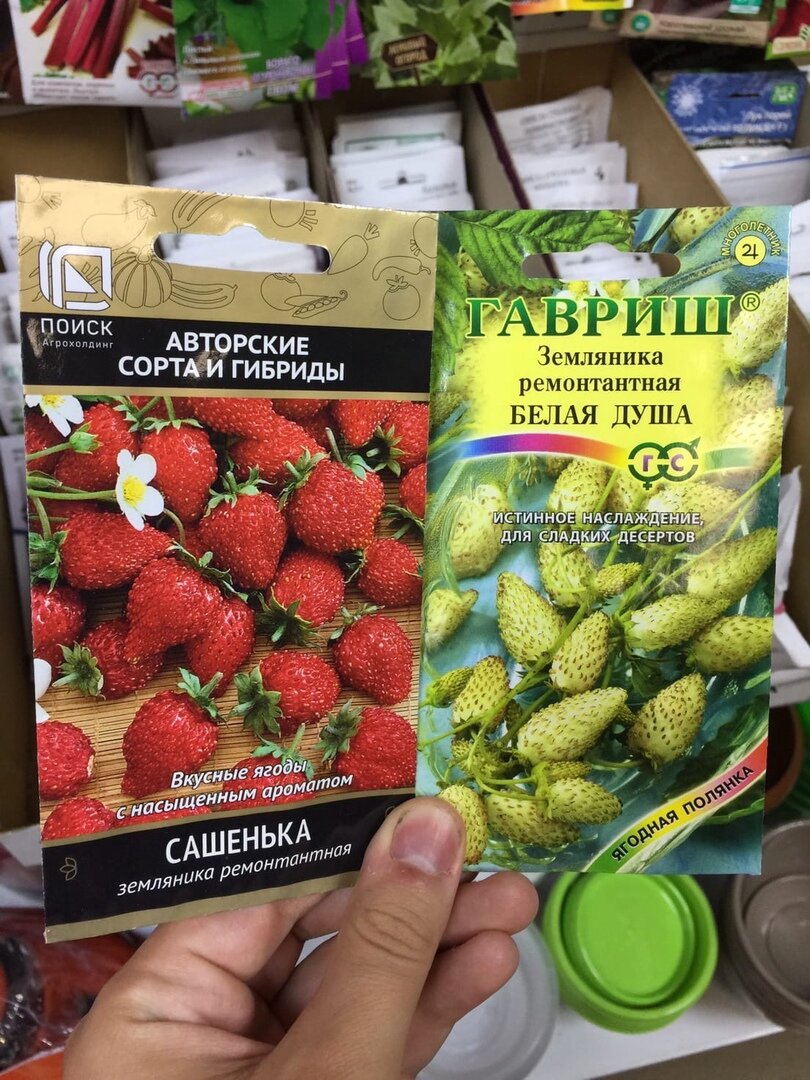 ПОИСК
Агрохолдинг
АВТОРСКИЕ
СОРТА И ГИБРИДЫ
Вкусные ягоды
с насыщенным ароматом
САШЕНЬКА
земляника ремонтантная
МНОГОЛЕТНИК
ГАВРИШ®
Земляника
ремонтантная
БЕЛАЯ ДУША
ГС
ИСТИННОЕ НАСЛАЖДЕНИЕ,
ДЛЯ СЛАДКИХ ДЕСЕРТОВ
ЯГОДНАЯ ПОЛЯНКА